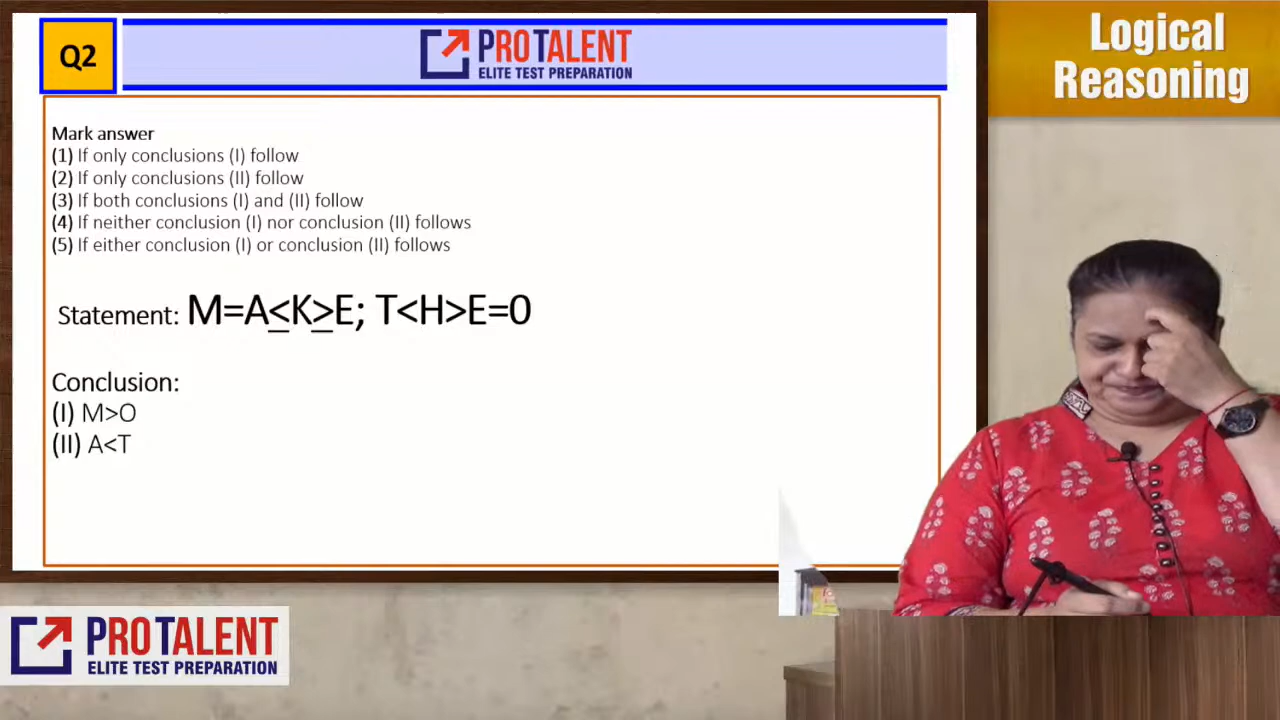 Q2
PROTALENT
ELITE TEST PREPARATION
Logical
Reasoning
Mark answer
(1) If only conclusions (I) follow
(2) If only conclusions (II) follow
(3) If both conclusions (I) and (II) follow
(4) If neither conclusion (I) nor conclusion (II) follows
(5) If either conclusion (I) or conclusion (II) follows
Statement: M=A≤K≥E; T<H>E=0
Conclusion:
(I) M>O
(II) A<T
PROTALENT
ELITE TEST PREPARATION